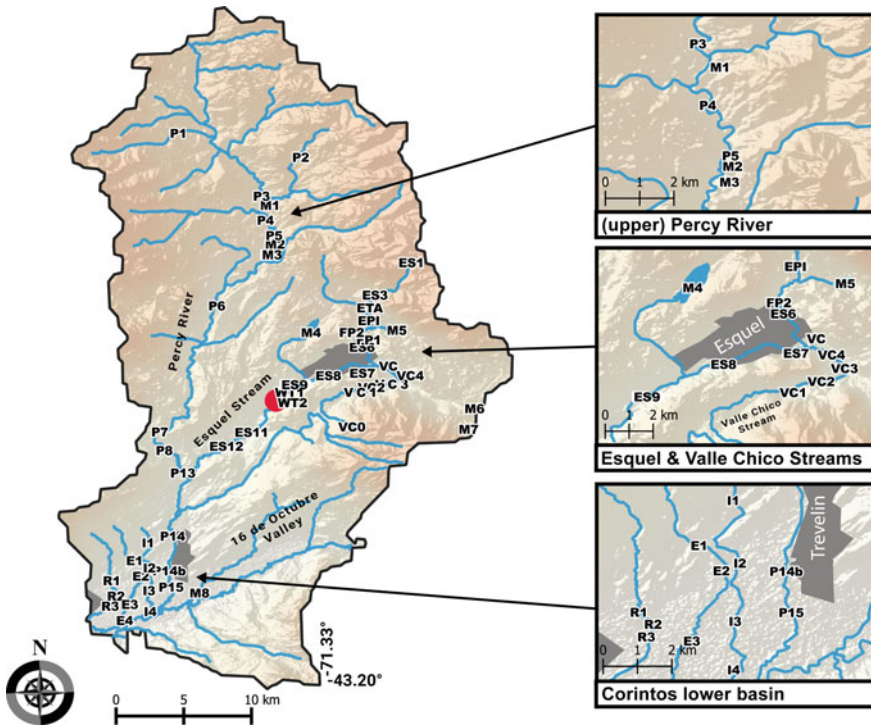 P1
P2
P3
M1
P4
P5
M2
M3
ES1
ES3
ETA
EPI
P6
M4
FP2
M5
FP1
ES6
Percy River
ES9
WT1
WT2
ES8
ES7
VC
VC4
VC1
M6
M7
VC0
Esquel Stream
ES11
ES12
P7
P8
P13
16 de Octubre
Valley
I1
P14
E1
I2
E2
P14b
R1
I3
P15
M8
R2
R3
E3
I4
E4
-71.33°
-43.20°
N
0 5 10 km
P3
M1
P4
P5
M2
M3
0 1 2 km
(upper) Percy River
EPI
M4
M5
FP2
ES6
Esquel
VC
ES7
VC4
ES8
VC3
VC2
VC1
ES9
Valle Chico
Stream
0 1 2 km
Esquel & Valle Chico Streams
I1
Trevelin
E1
I2
E2
P14b
R1
P15
R2
I3
R3
E3
I4
0 1 2 km
Corintos lower basin